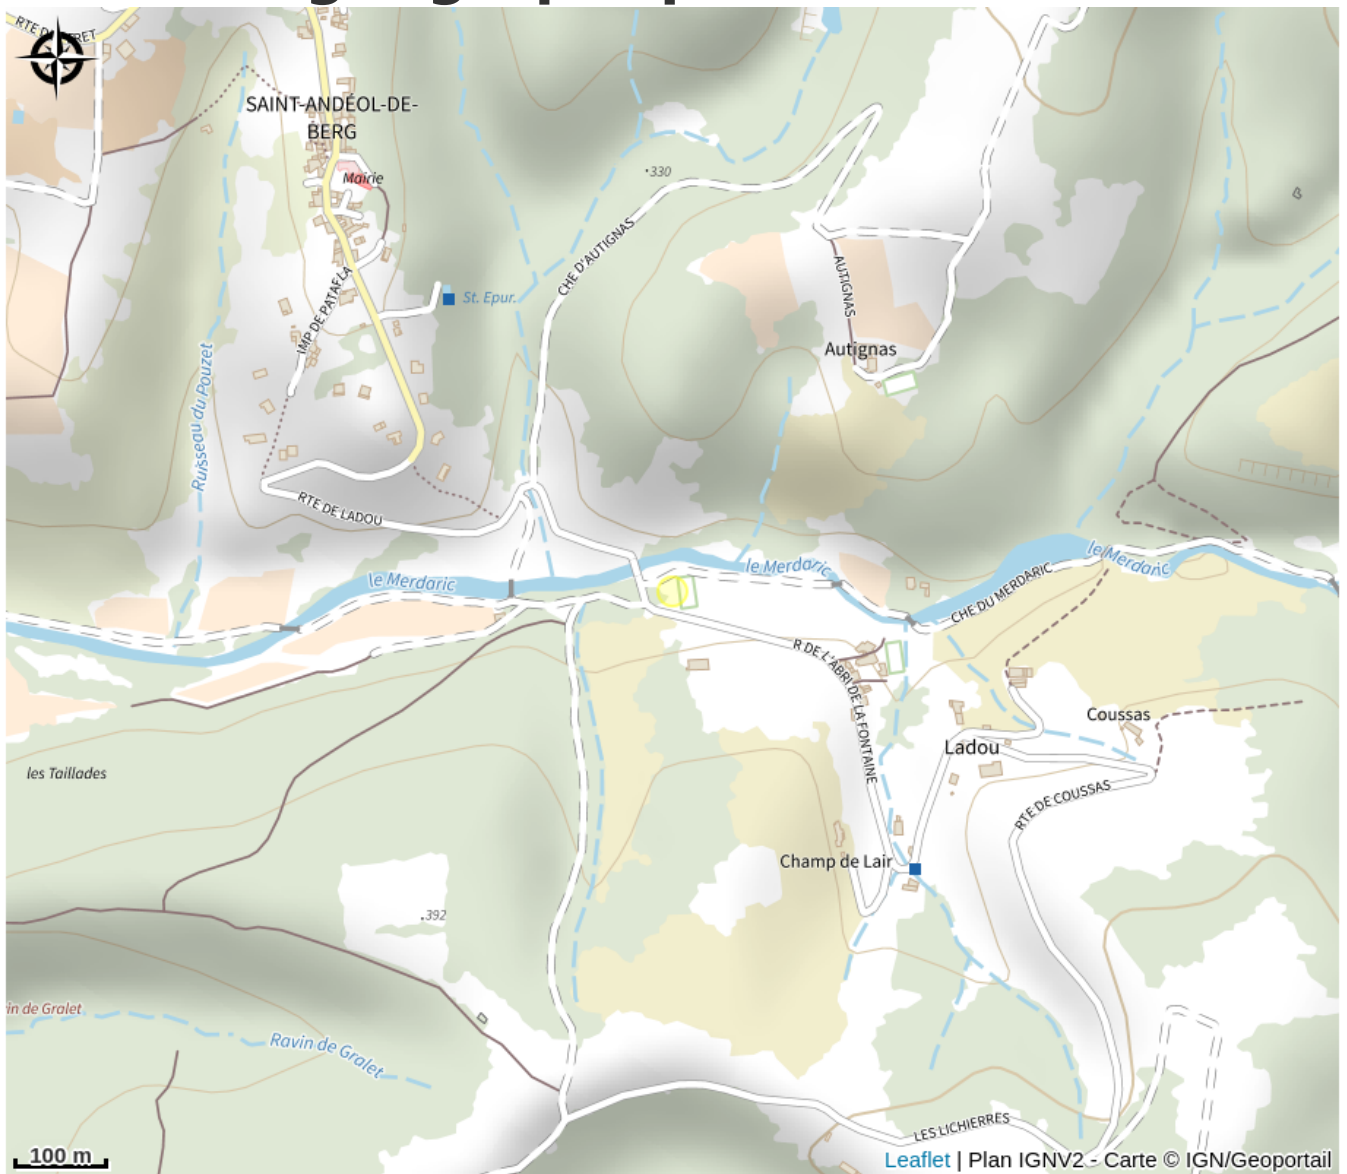 SAINT-ANDÉOL-DE-
BERG
Mairie
330
CHE D'AUTIGNAS
AUTIGNAS
St. Epur.
IMP DE PATAFLA
Autignas
Ruisseau du Pouzet
RTE DE LADOU
le Merdaric
le Merdaric
le Merdaric
CHE DU MERDARIC
R DE L'ABRI DE LA FONTAINE
Coussas
Ladou
les Taillades
RTE DE COUSSAS
Champ de Lair
392
in de Gralet
Ravin de Gralet
LES LICHIERRES
100 m
Leaflet | Plan IGNV2 - Carte © IGN/Geoportail